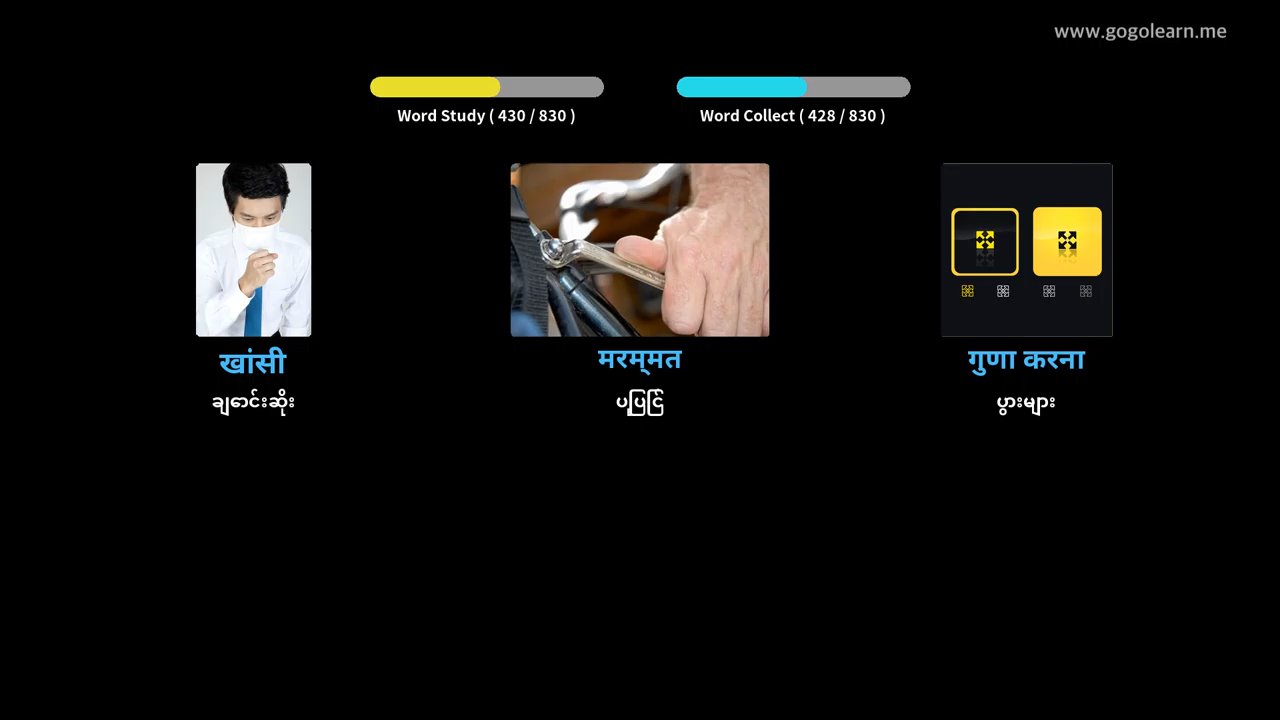 www.gogolearn.me
Word Study ( 430 / 830 )
Word Collect ( 428 / 830 )
खांसी
मरम्मत
गुणा करना
ချောင်းဆိုး
ပြုပြင်
ပွားများ